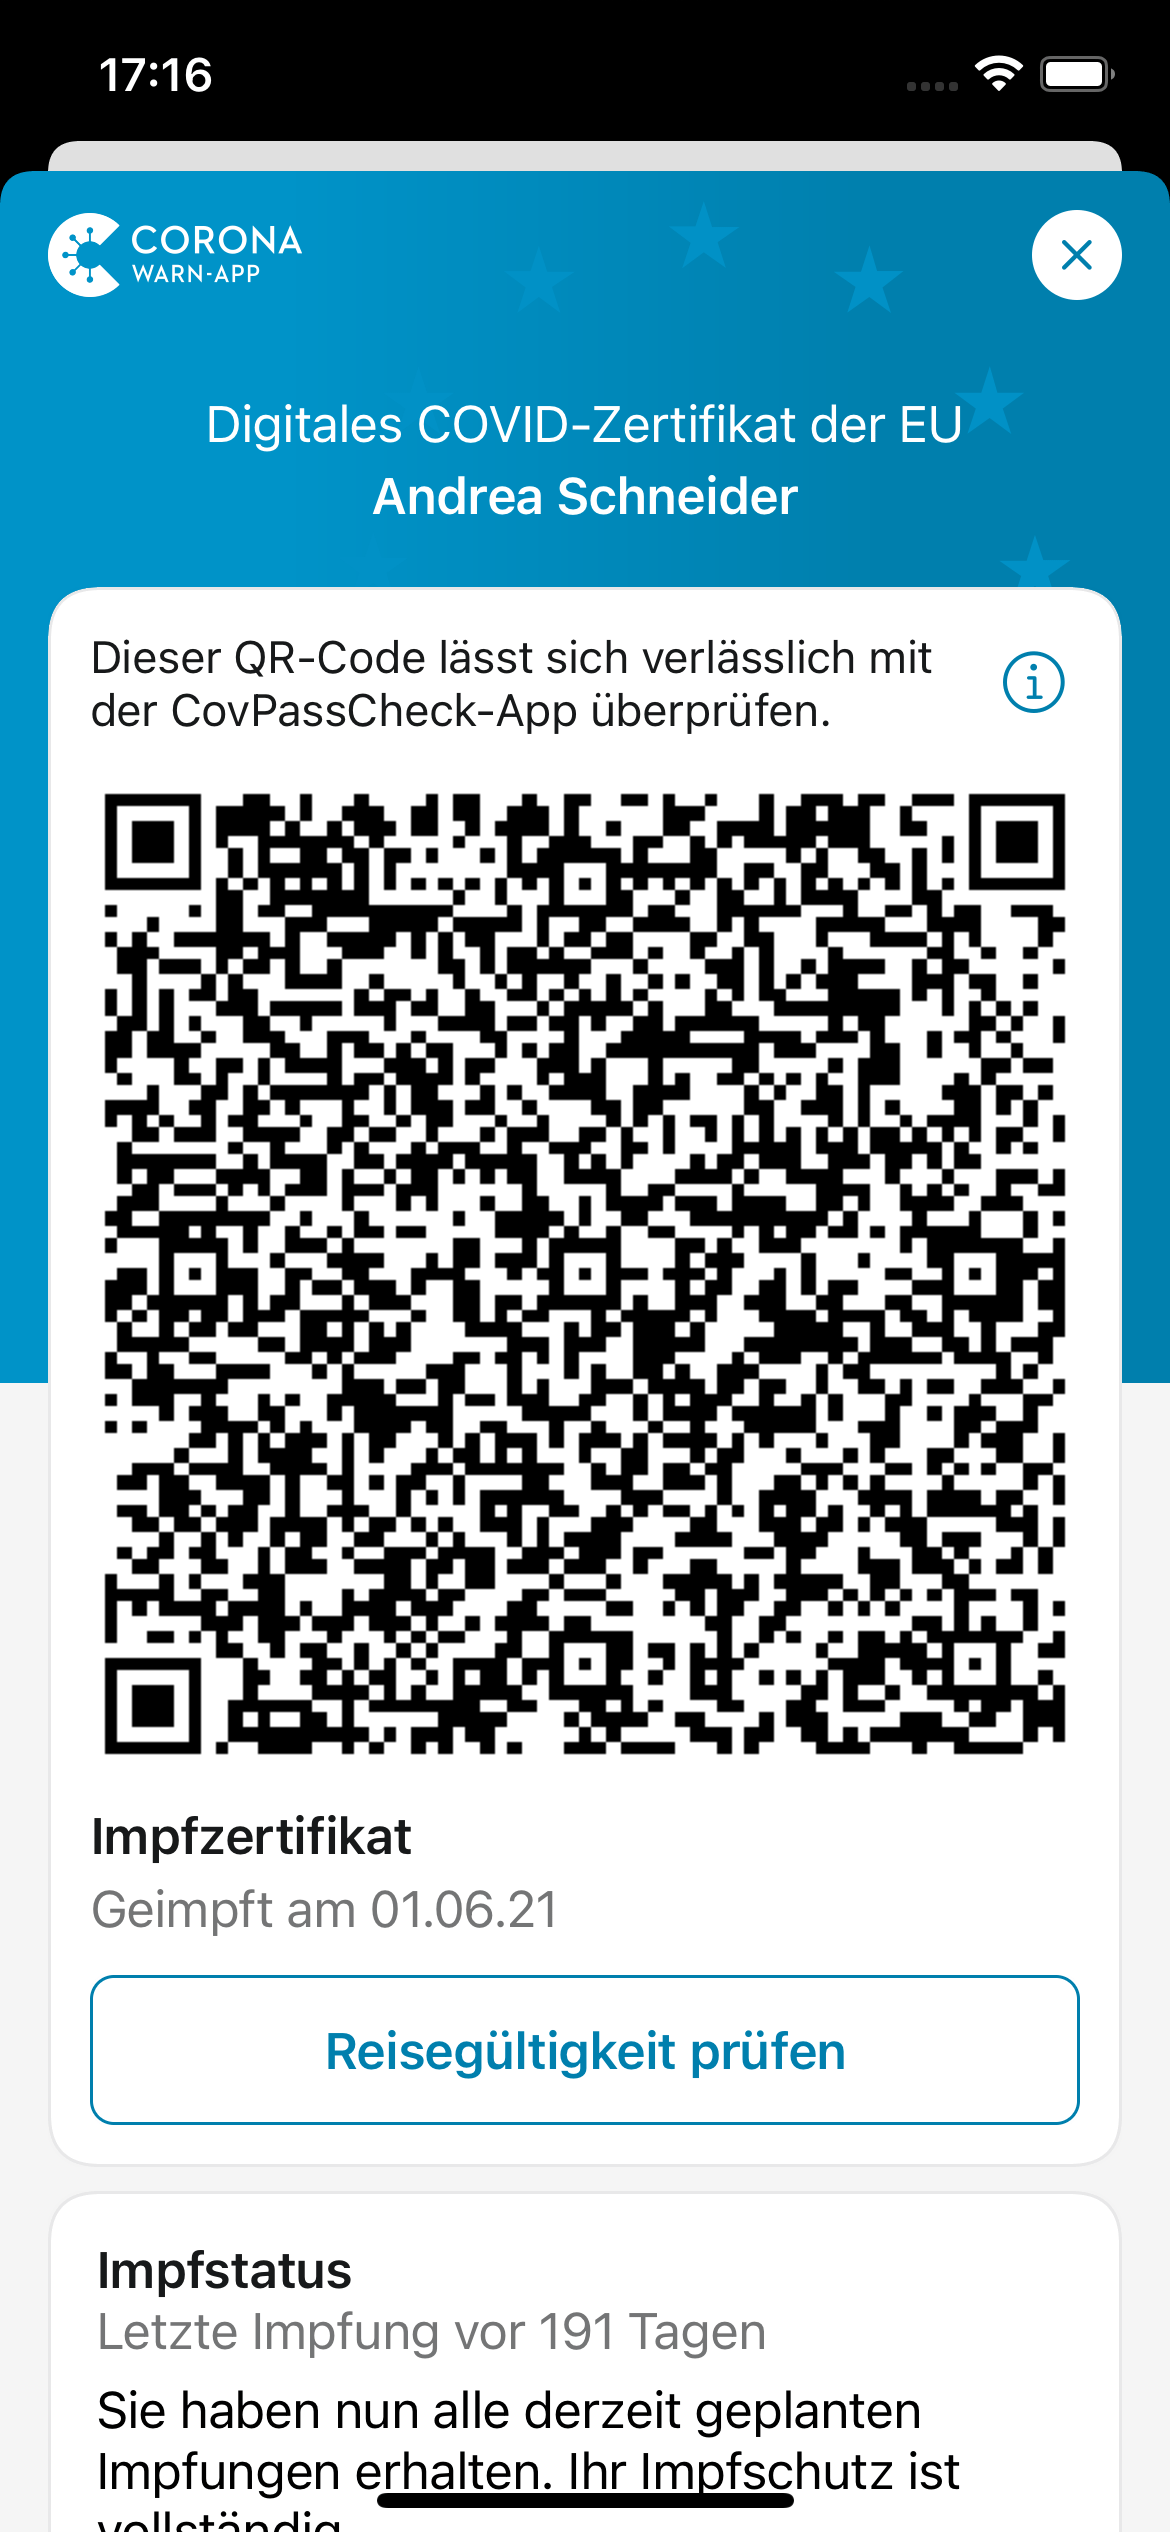 17:16
CORONA
WARN-APP
Digitales COVID-Zertifikat der EU
Andrea Schneider
Dieser QR-Code lässt sich verlässlich mit
der CovPassCheck-App überprüfen.
Impfzertifikat
Geimpft am 01.06.21
Reisegültigkeit prüfen
Impfstatus
Letzte Impfung vor 191 Tagen
Sie haben nun alle derzeit geplanten
Impfungen erhalten. Ihr Impfschutz ist
vollständig